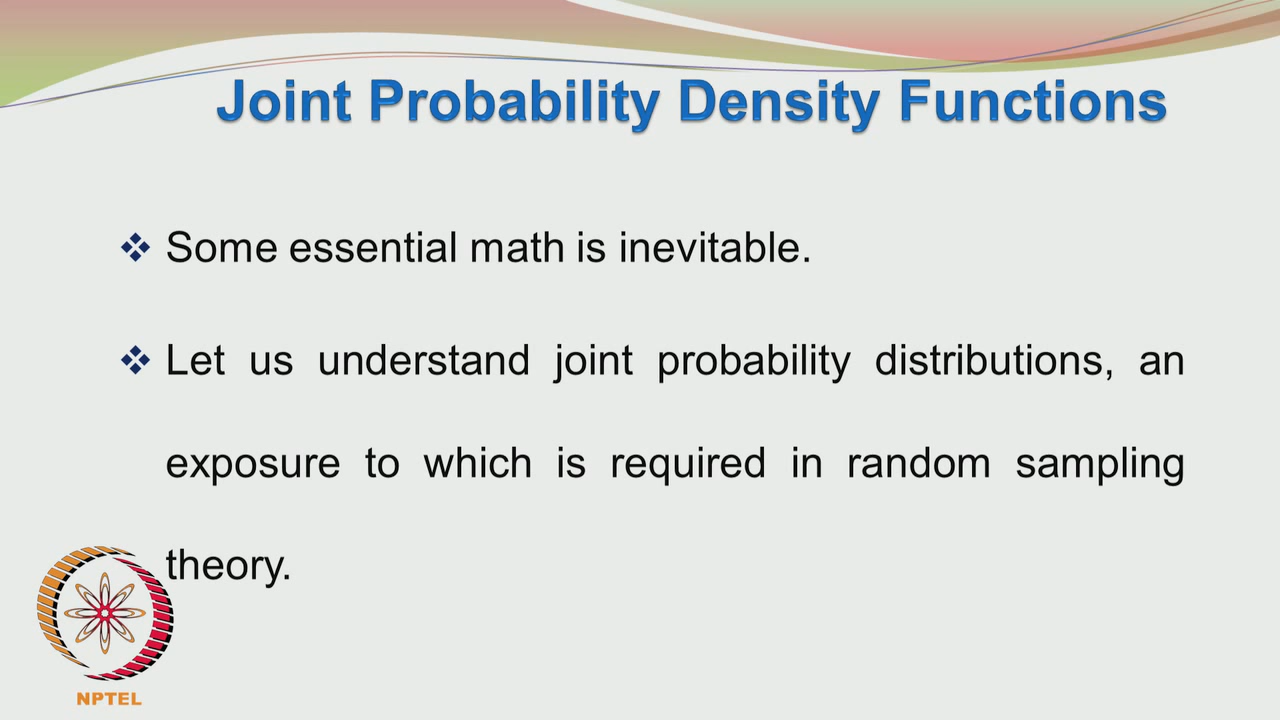 Joint Probability Density Functions
❖ Some essential math is inevitable.
❖ Let us understand joint probability distributions, an
exposure to which is required in random sampling
theory.
NPTEL